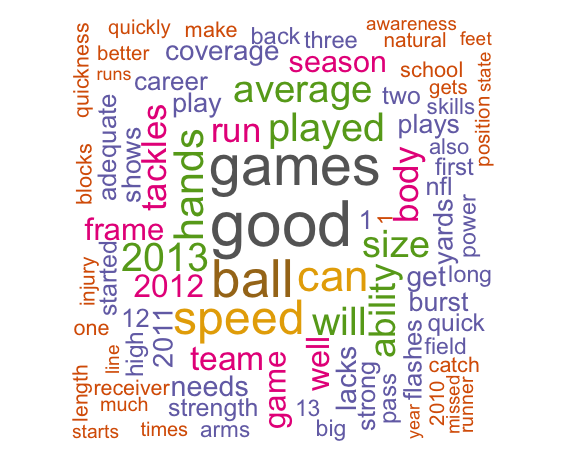 quickly make awareness
back three natural feet
better coverage
season
quickness
runs career average two school
gets
adequate shows tackles play hands run played plays skills
position state
games body also
first
blocks nfl
frame good 1 1 yards power
2013 size
injury started 2012 ball can get long
ability
speed will burst
one 12 2011 quick
high team game well lacks flashes field
line
length receiver needs strong pass catch
much strength 13 2010 missed runner
starts times arms big year